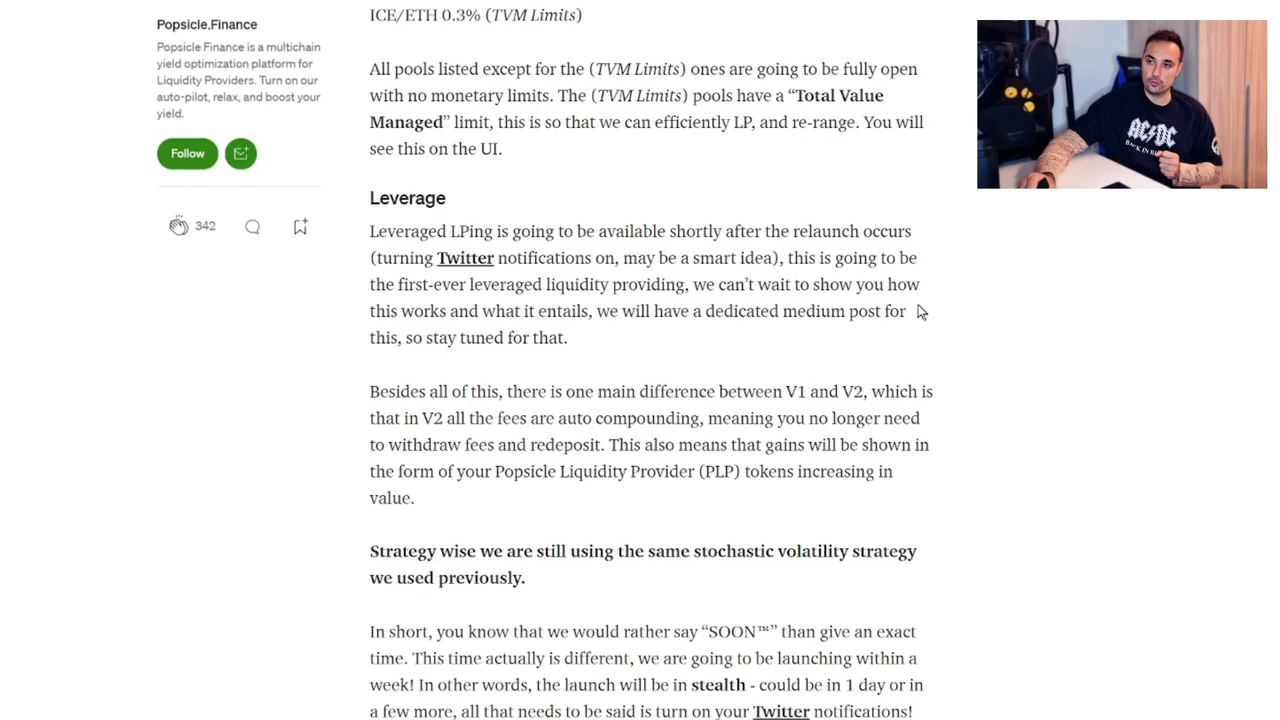 Popsicle.Finance
Popsicle Finance is a multichain
yield optimization platform for
Liquidity Providers. Turn on our
auto-pilot, relax, and boost your
yield.
Follow
342
ICE/ETH 0.3% (TVM Limits)
All pools listed except for the (TVM Limits) ones are going to be fully open
with no monetary limits. The (TVM Limits) pools have a “Total Value
Managed” limit, this is so that we can efficiently LP, and re-range. You will
see this on the UI.
Leverage
Leveraged LPing is going to be available shortly after the relaunch occurs
(turning Twitter notifications on, may be a smart idea), this is going to be
the first-ever leveraged liquidity providing, we can’t wait to show you how
this works and what it entails, we will have a dedicated medium post for
this, so stay tuned for that.
Besides all of this, there is one main difference between V1 and V2, which is
that in V2 all the fees are auto compounding, meaning you no longer need
to withdraw fees and redeposit. This also means that gains will be shown in
the form of your Popsicle Liquidity Provider (PLP) tokens increasing in
value.
Strategy wise we are still using the same stochastic volatility strategy
we used previously.
In short, you know that we would rather say “SOON™” than give an exact
time. This time actually is different, we are going to be launching within a
week! In other words, the launch will be in stealth - could be in 1 day or in
a few more, all that needs to be said is turn on your Twitter notifications!
AC/DC
BACK IN